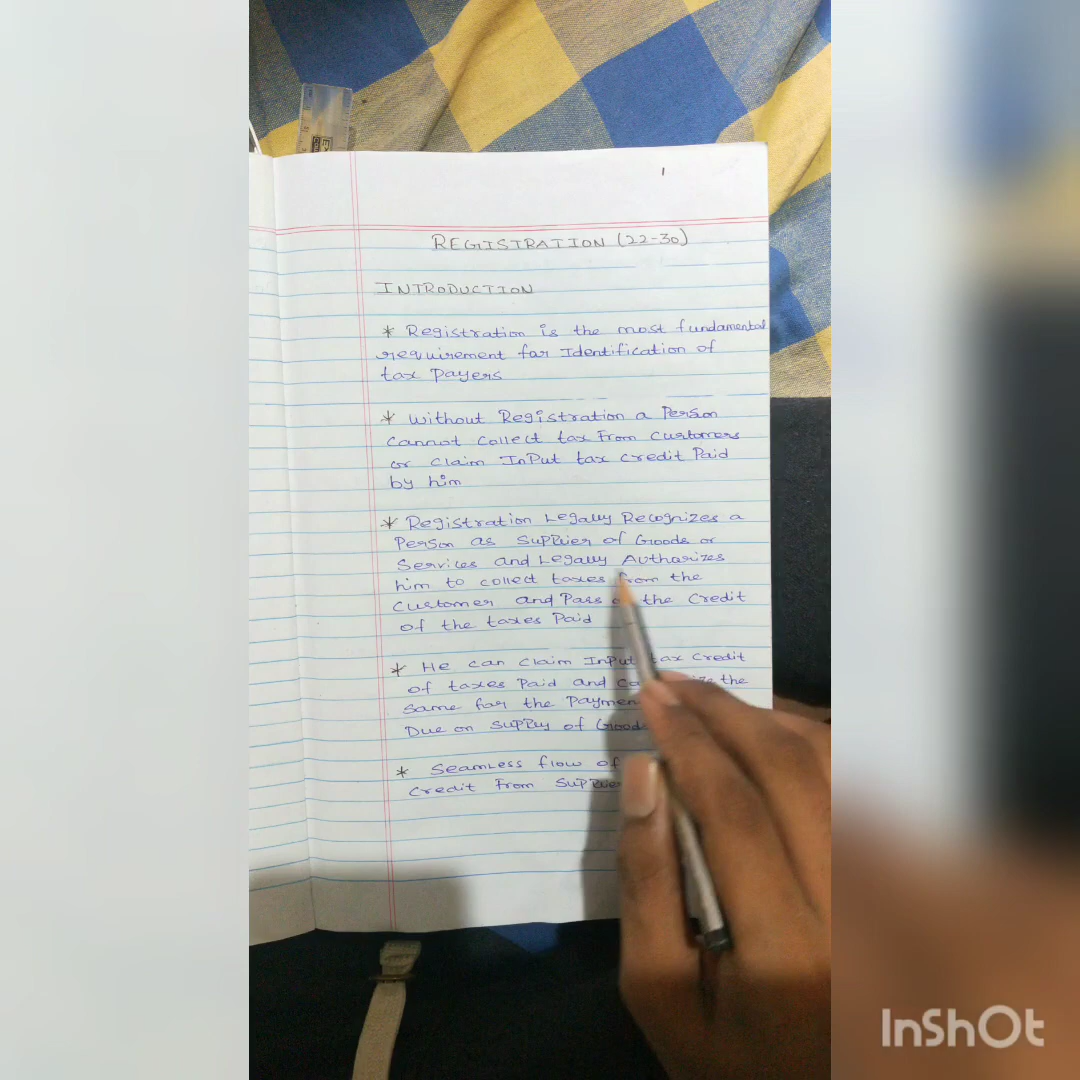 1
REGISTRATION (22-30)
INTRODUCTION
* Registration is the most fundamental
requirement for Identification of
tax Payers
* without Registration a Person
cannot collect tax From customers
or claim InPut tax credit Paid
by him
* Registration Legally Recognizes a
Person as Supplier of Goods or
Services and Legally Authorizes
him to collect taxes from the
customer and Pass the credit
of the taxes Paid
* He can claim InPut tax credit
of taxes Paid and the
same for the
Due on supply of
* Seamless flow of
credit From
InShOt